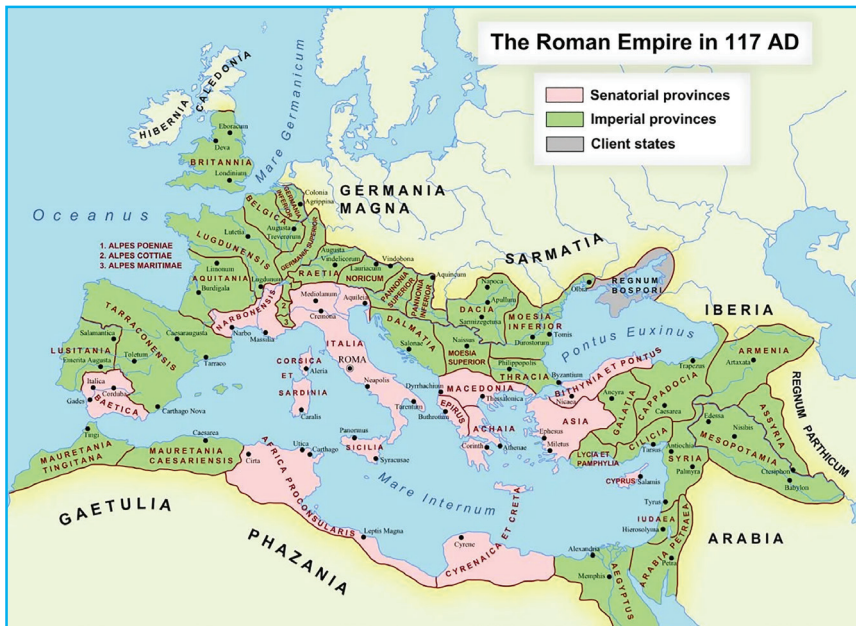 The Roman Empire in 117 AD
Senatorial provinces
Imperial provinces
Client states
HIBERNIA
CALEDONIA
Mare Germanicum
Eboracum
Deva
BRITANNIA
Londinium
Oceanus
GERMANIA
MAGNA
GERMANIA
INFERIOR
Colonia
Agrippina
BELGICA
Augusta
Treverorum
Lutetia
LUGDUNENSIS
GERMANIA SUPERIOR
1. ALPES POENIAE
2. ALPES COTTIAE
3. ALPES MARITIMAE
Augusta
Vindelicorum
Vindobona
Lauriacum
RAETIA
NORICUM
PANNONIA
SUPERIOR
PANNONIA
INFERIOR
Aquincum
SARMATIA
Limonum
AQUITANIA
Lugdunum
Burdigala
1
2
3
NARBONENSIS
Narbo
Massilia
Mediolanum
Cremona
Aquileia
ITALIA
ROMA
Neapolis
Tarentum
DALMATIA
Salonae
Napoca
Apulum
DACIA
Sarmizegetusa
MOESIA
INFERIOR
Durostorum
Tomis
Olbia
REGNUM
BOSPORI
IBERIA
Naissus
MOESIA
SUPERIOR
Philippopolis
THRACIA
Byzantium
Pontus Euxinus
BITHYNIA ET PONTUS
Nicaea
Trapezus
ARMENIA
Artaxata
TARRACONENSIS
Salamantica
Caesaraugusta
LUSITANIA
Toletum
Emerita Augusta
Tarraco
Italica
Corduba
BAETICA
Gades
Carthago Nova
CORSICA
ET
SARDINIA
Aleria
Caralis
Dyrrhachium
MACEDONIA
Thessalonica
EPIRUS
Buthrotum
ACHAIA
Corinth
Athenae
Ancyra
GALATIA
CAPPADOCIA
Caesarea
ASIA
Ephesus
Miletus
LYCIA ET
PAMPHYLIA
CILICIA
Tarsus
Edessa
Nisibis
MESOPOTAMIA
ASSYRIA
REGNUM PARTHICUM
Ctesiphon
Babylon
Antiochia
SYRIA
Palmyra
CYPRUS
Salamis
Tyrus
IUDAEA
Hierosolyma
ARABIA PETRAEA
Petra
ARABIA
Tingi
MAURETANIA
TINGITANA
Caesarea
MAURETANIA
CAESARIENSIS
Panormus
SICILIA
Syracusae
Utica
Carthago
Cirta
AFRICA PROCONSULARIS
Leptis Magna
Mare Internum
GAETULIA
PHAZANIA
Cyrene
CYRENAICA ET CRETA
Alexandria
Memphis
AEGYPTUS